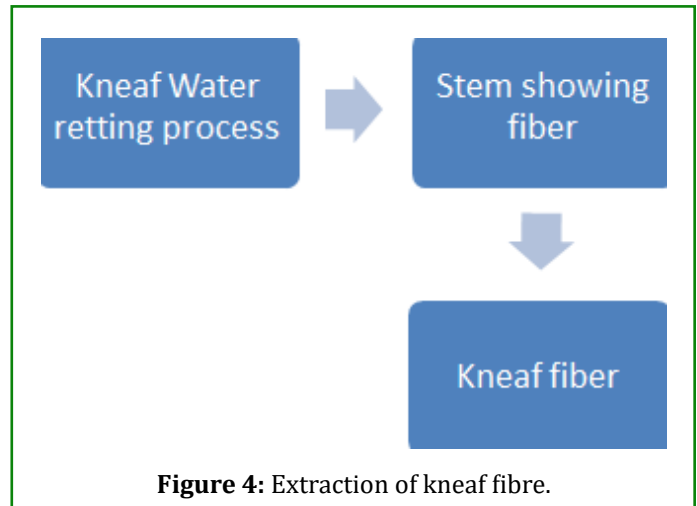 Kneaf Water
retting process
Stem showing
fiber
Kneaf fiber
Figure 4: Extraction of kneaf fibre.